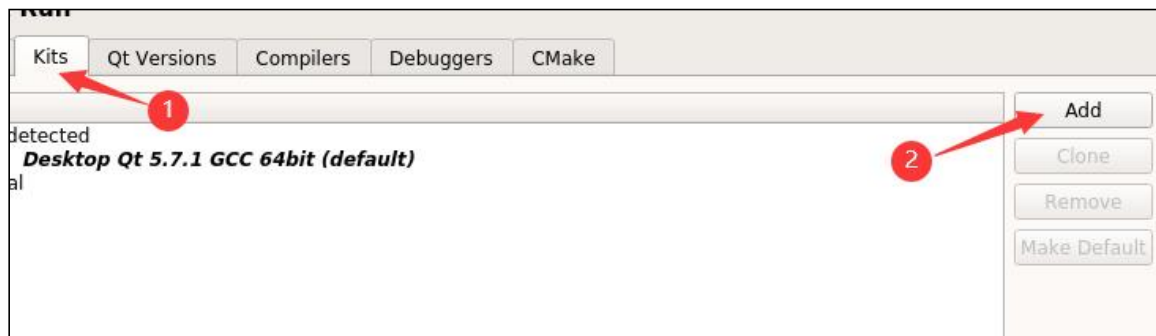 Run
Kits Qt Versions Compilers Debuggers CMake
1
Add
detected
Desktop Qt 5.7.1 GCC 64bit (default)
2
Clone
al
Remove
Make Default